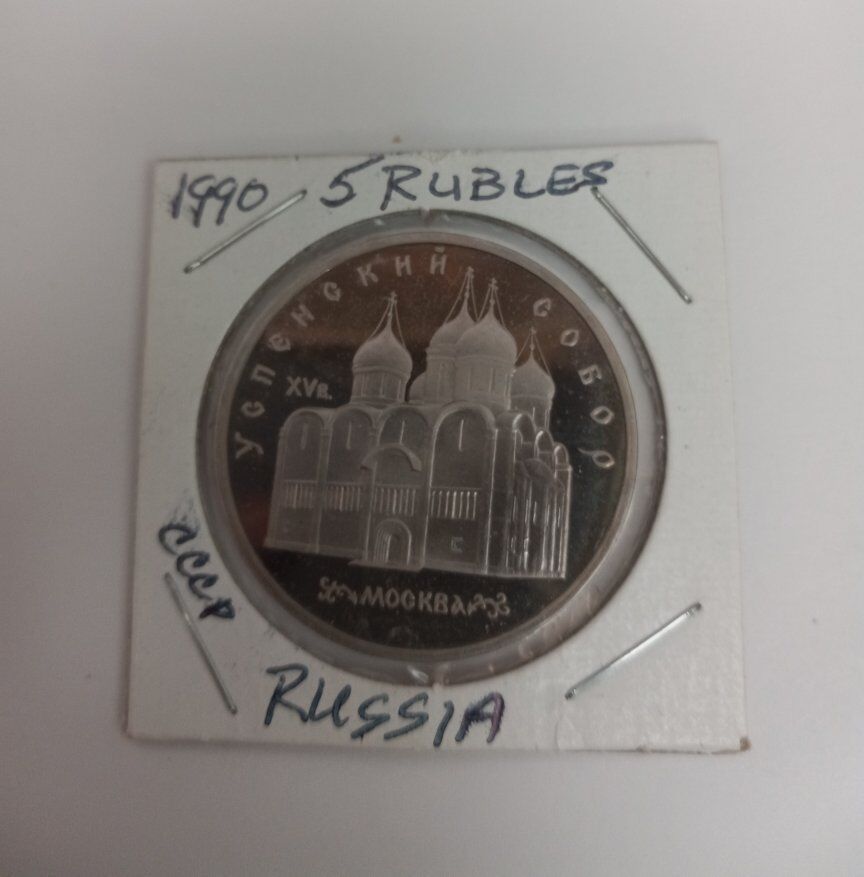 1990 5 RUBLES
УСПЕНСКИЙ СОБОР
XVв.
МОСКВА
CCCP
RUSSIA